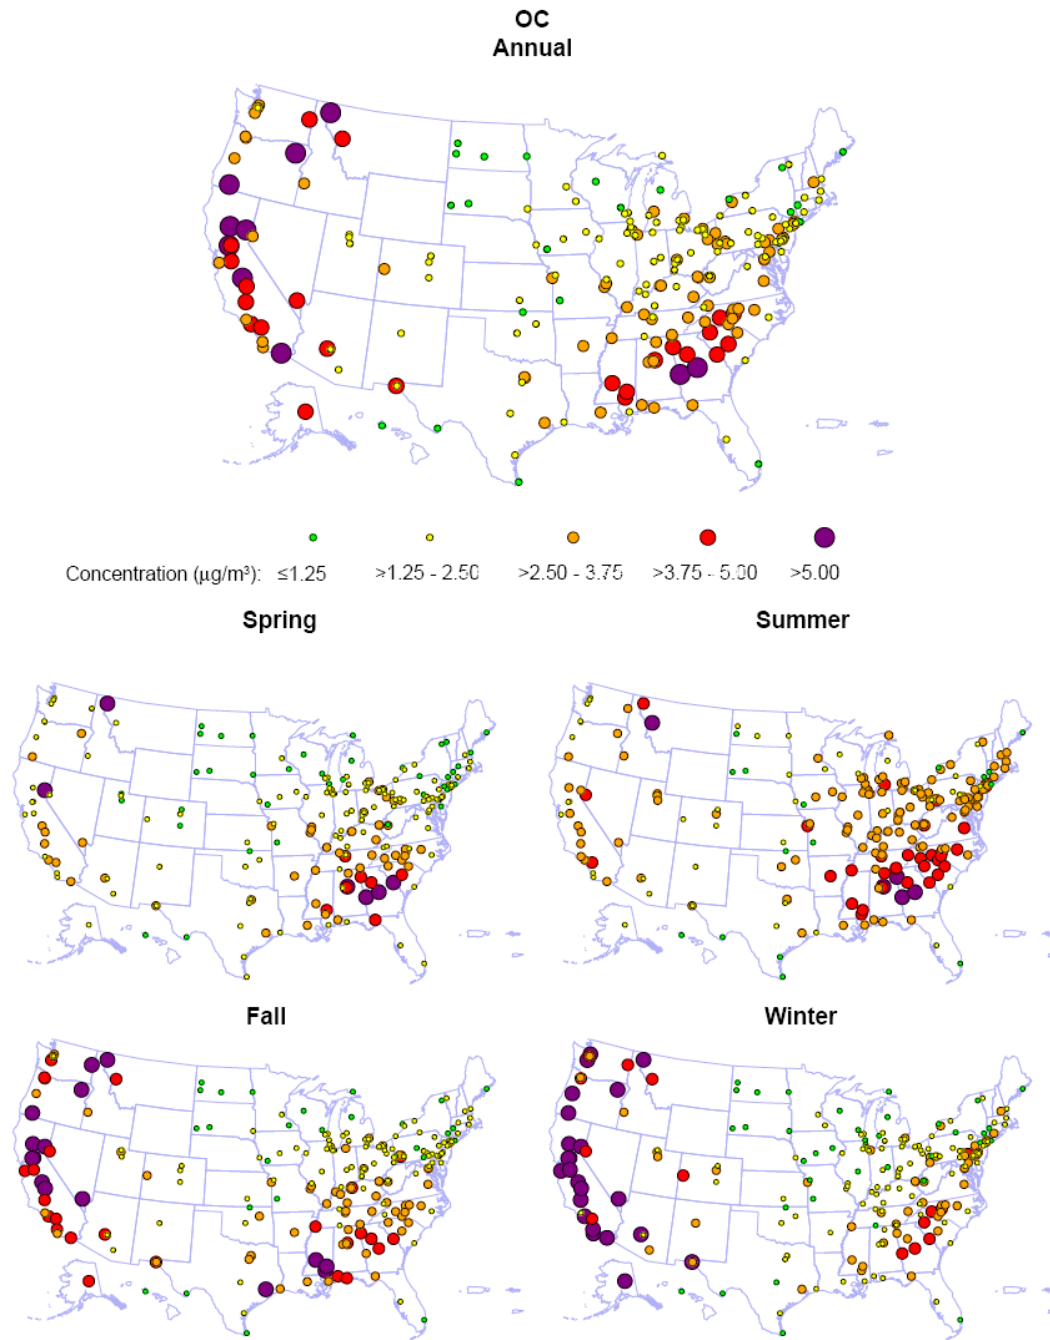 OC
Annual
Concentration (μg/m³): ≤1.25 >1.25 - 2.50 >2.50 - 3.75 >3.75 - 5.00 >5.00
Spring Summer
Fall Winter